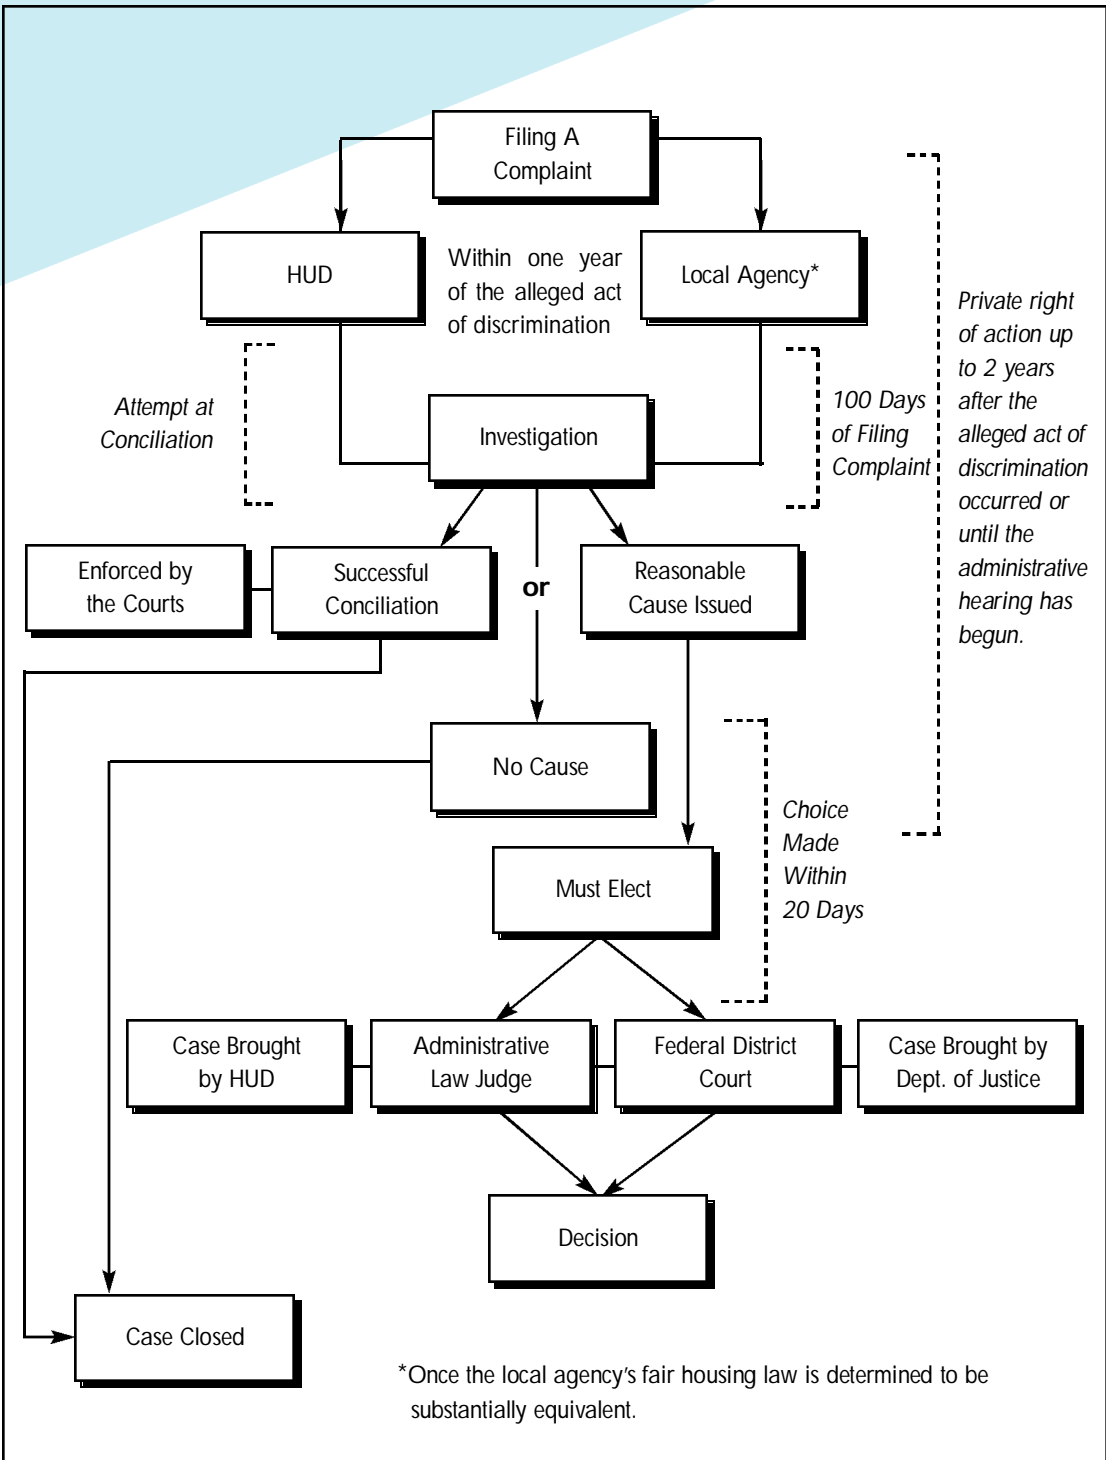 Filing A
Complaint
HUD
Within one year
of the alleged act
of discrimination
Local Agency*
Private right
of action up
to 2 years
after the
alleged act of
discrimination
occurred or
until the
administrative
hearing has
begun.
Attempt at
Conciliation
Investigation
100 Days
of Filing
Complaint
Enforced by
the Courts
Successful
Conciliation
or
Reasonable
Cause Issued
No Cause
Choice
Made
Within
20 Days
Must Elect
Case Brought
by HUD
Administrative
Law Judge
Federal District
Court
Case Brought by
Dept. of Justice
Decision
Case Closed
*Once the local agency's fair housing law is determined to be
substantially equivalent.